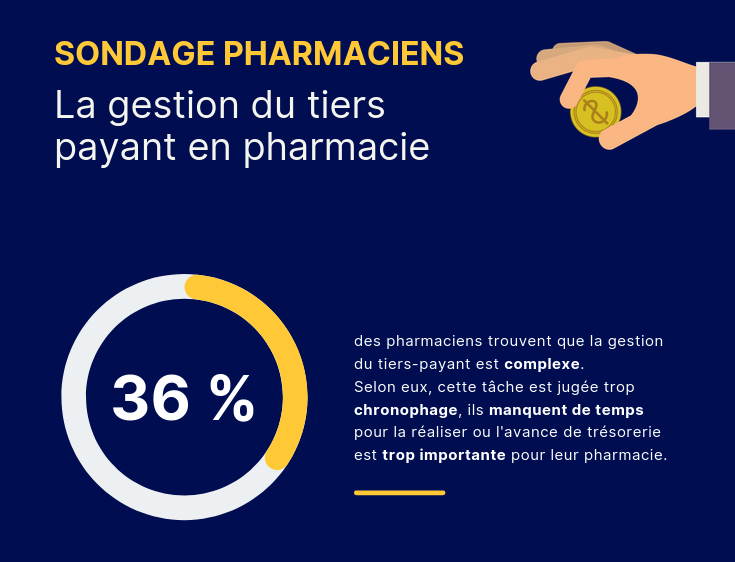 SONDAGE PHARMACIENS
La gestion du tiers
payant en pharmacie
36 %
des pharmaciens trouvent que la gestion
du tiers-payant est complexe.
Selon eux, cette tâche est jugée trop
chronophage, ils manquent de temps
pour la réaliser ou l'avance de trésorerie
est trop importante pour leur pharmacie.